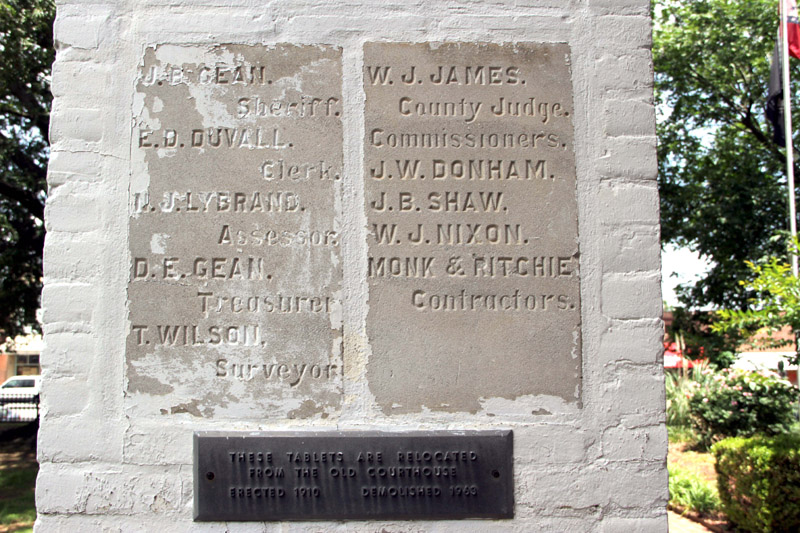 J. B. GEAN.
Sheriff.
E. D. DUVALL.
Clerk.
N. J. LYBRAND.
Assessor.
D. E. GEAN.
Treasurer
T. WILSON,
Surveyor
W. J. JAMES.
County Judge.
Commissioners.
J. W. DONHAM.
J. B. SHAW.
W. J. NIXON.
MONK & RITCHIE
Contractors.
THESE TABLETS ARE RELOCATED
FROM THE OLD COURTHOUSE
ERECTED 1910 DEMOLISHED 1963